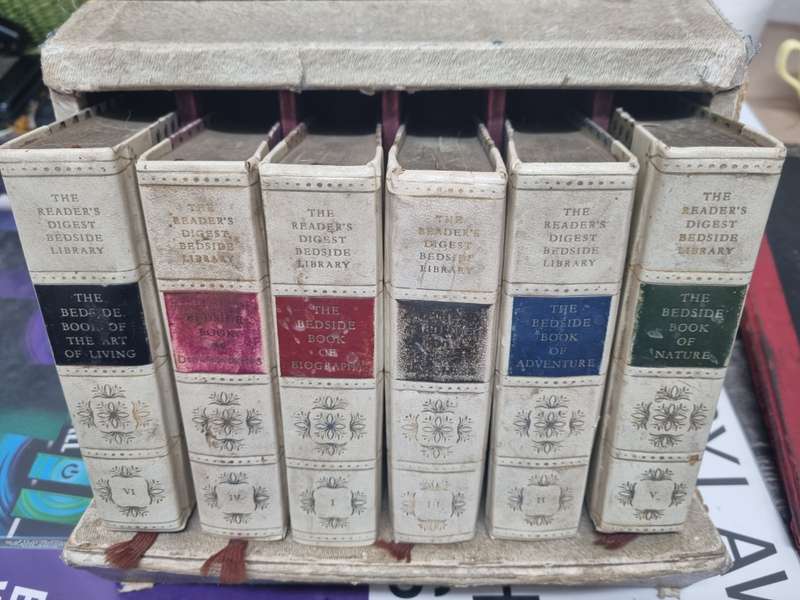 THE
READER'S
DIGEST
BEDSIDE
LIBRARY
THE
BEDSIDE
BOOK OF
THE ART
OF LIVING
VI
THE
READER'S
DIGEST
BEDSIDE
LIBRARY
BEDSIDE
BOOK
IV
THE
READER'S
DIGEST
BEDSIDE
LIBRARY
THE
BEDSIDE
BOOK
OF
BIOGRAPHY
I
THE
READER'S
DIGEST
BEDSIDE
LIBRARY
THE
READER'S
DIGEST
BEDSIDE
LIBRARY
THE
BEDSIDE
BOOK
OF
ADVENTURE
II
THE
READER'S
DIGEST
BEDSIDE
LIBRARY
THE
BEDSIDE
BOOK
OF
NATURE
V